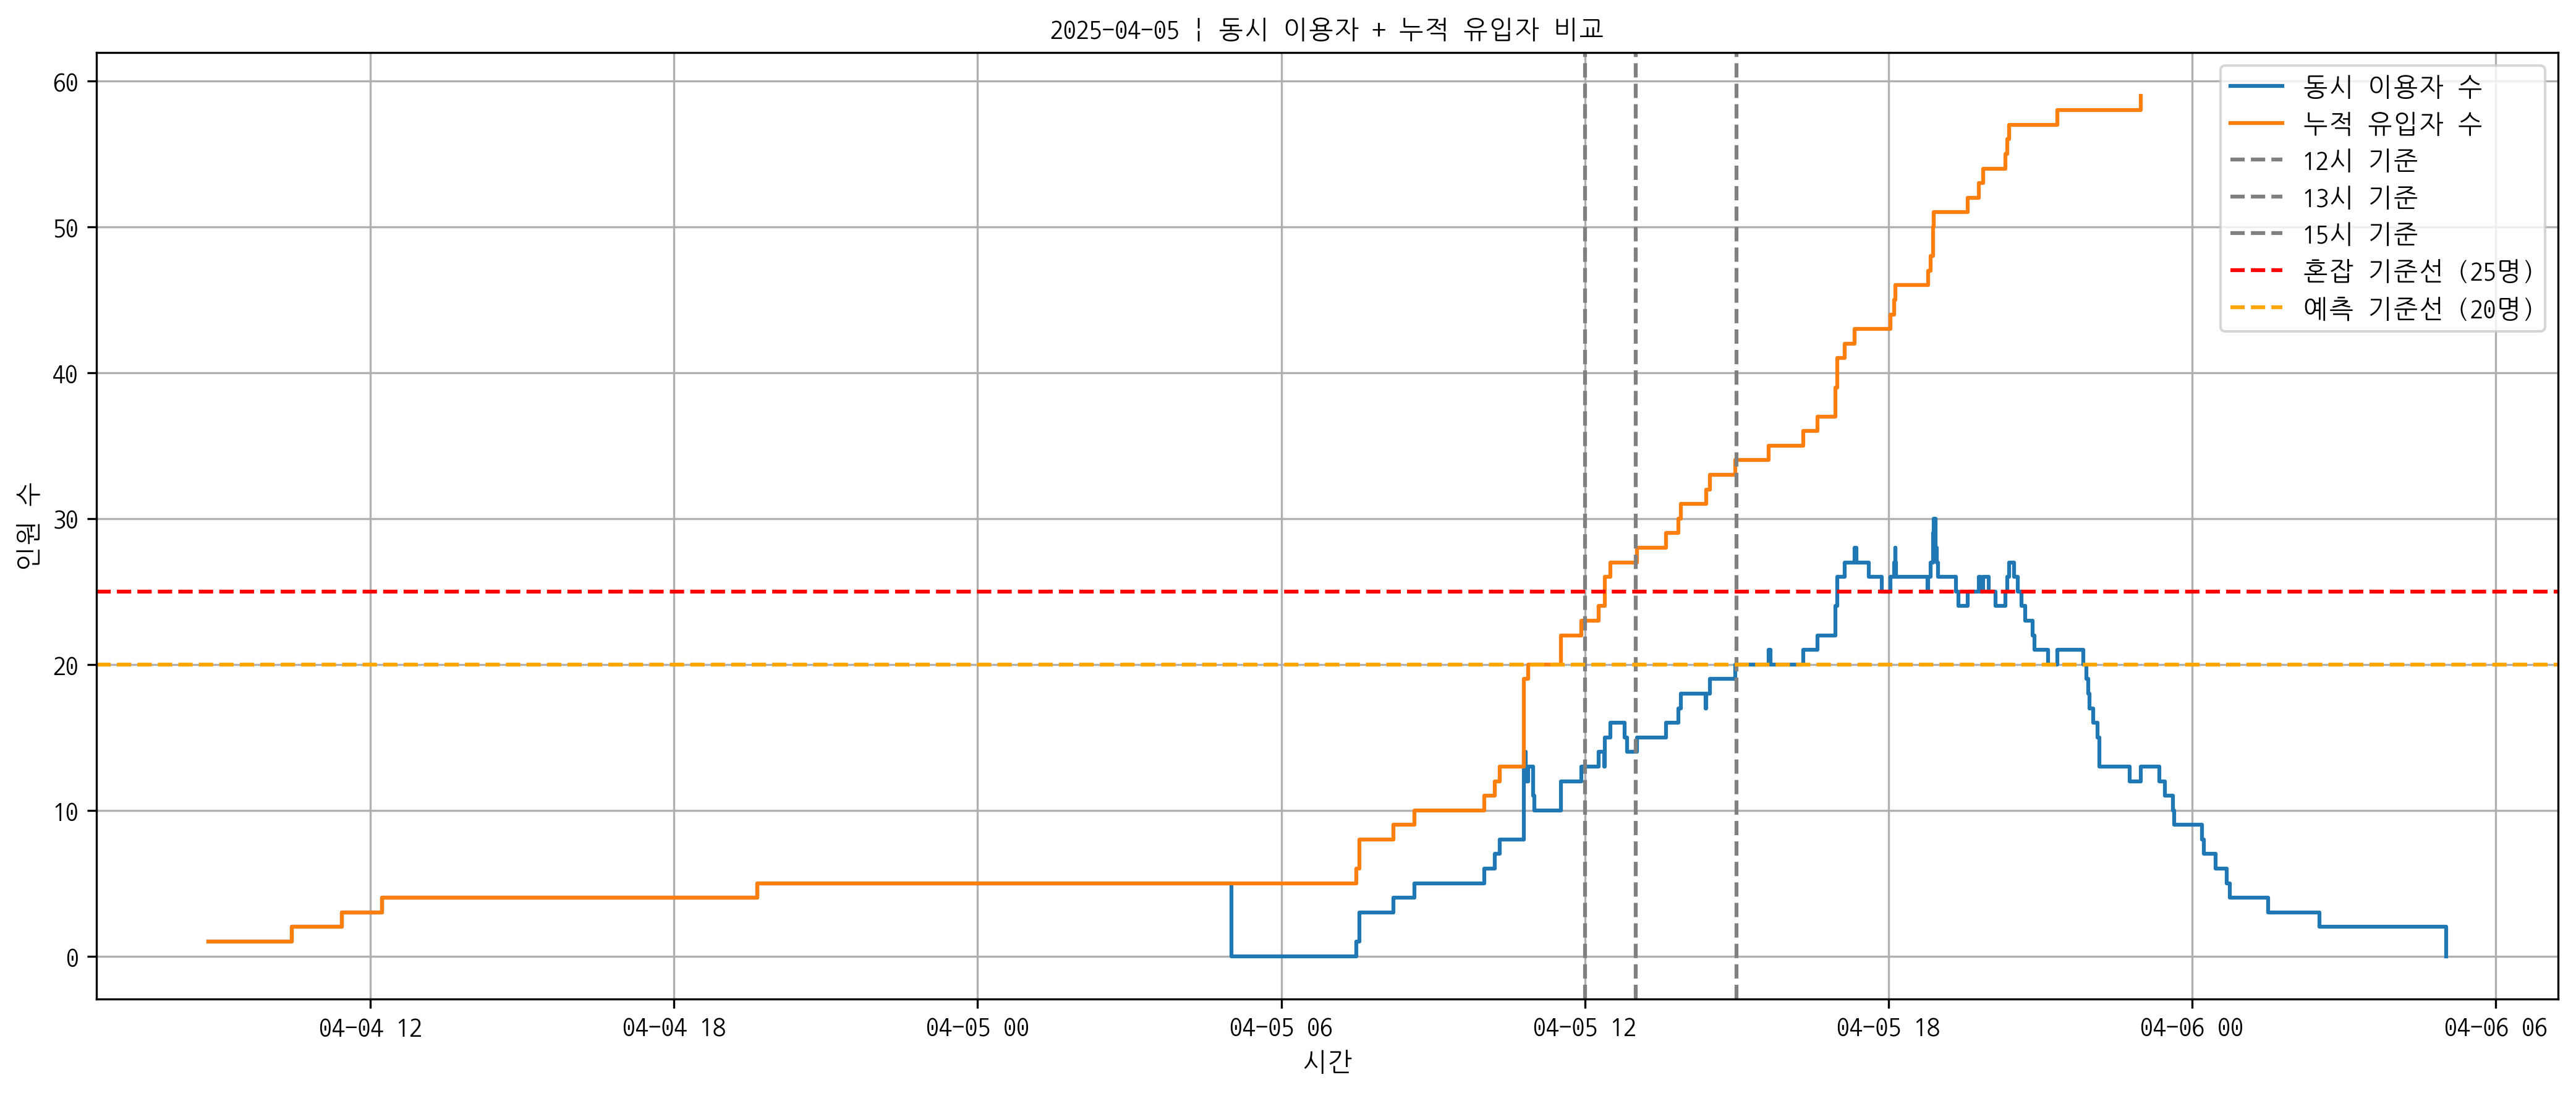 2025-04-05 | 동시 이용자 + 누적 유입자 비교
동시 이용자 수
누적 유입자 수
12시 기준
13시 기준
15시 기준
혼잡 기준선 (25명)
예측 기준선 (20명)
인원 수
60
50
40
30
20
10
0
04-04 12
04-04 18
04-05 00
04-05 06
04-05 12
04-05 18
04-06 00
04-06 06
시간